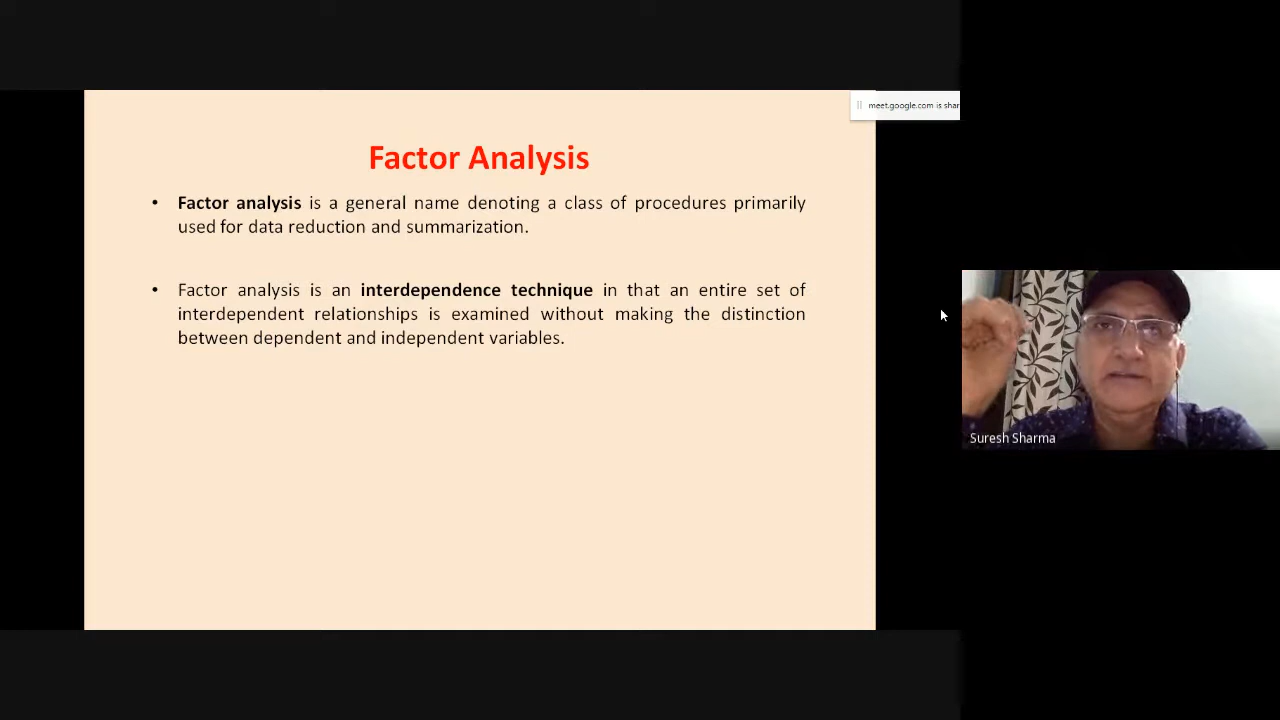 meet.google.com is shar
Factor Analysis
• Factor analysis is a general name denoting a class of procedures primarily
used for data reduction and summarization.
• Factor analysis is an interdependence technique in that an entire set of
interdependent relationships is examined without making the distinction
between dependent and independent variables.
Suresh Sharma